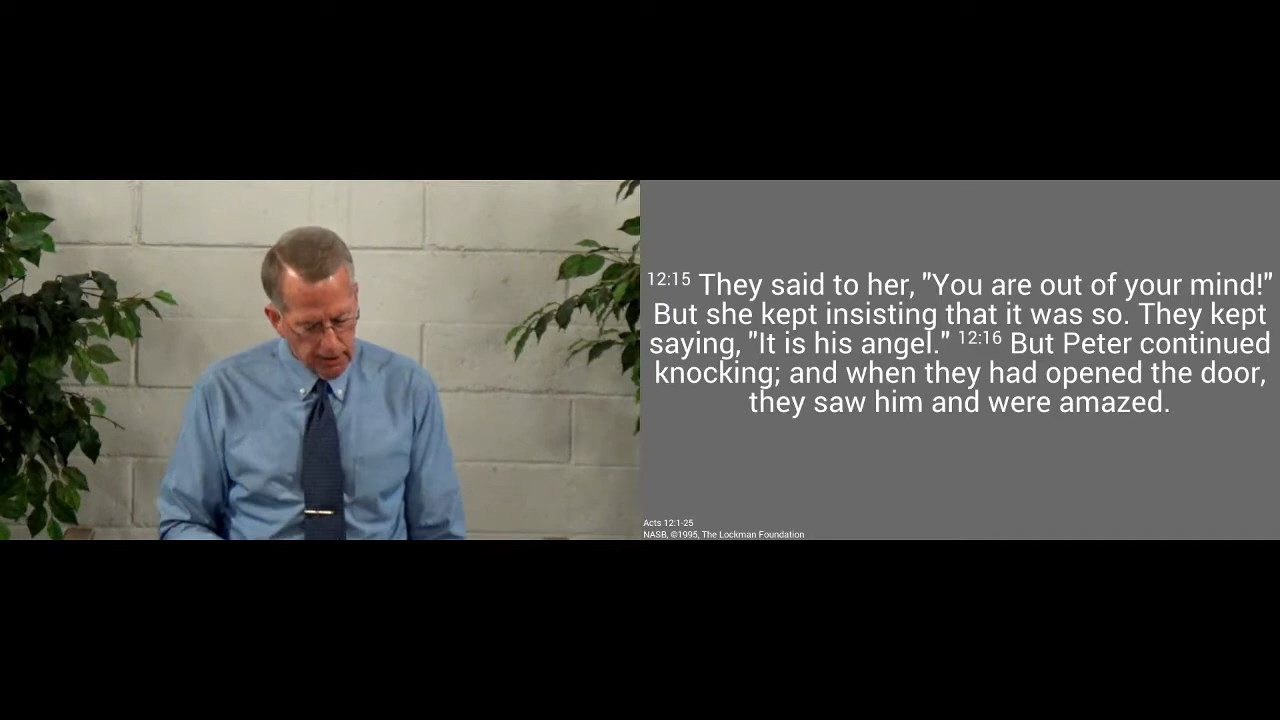 12:15 They said to her, "You are out of your mind!"
But she kept insisting that it was so. They kept
saying, "It is his angel." 12:16 But Peter continued
knocking; and when they had opened the door,
they saw him and were amazed.
Acts 12:1-25
NASB, ©1995, The Lockman Foundation